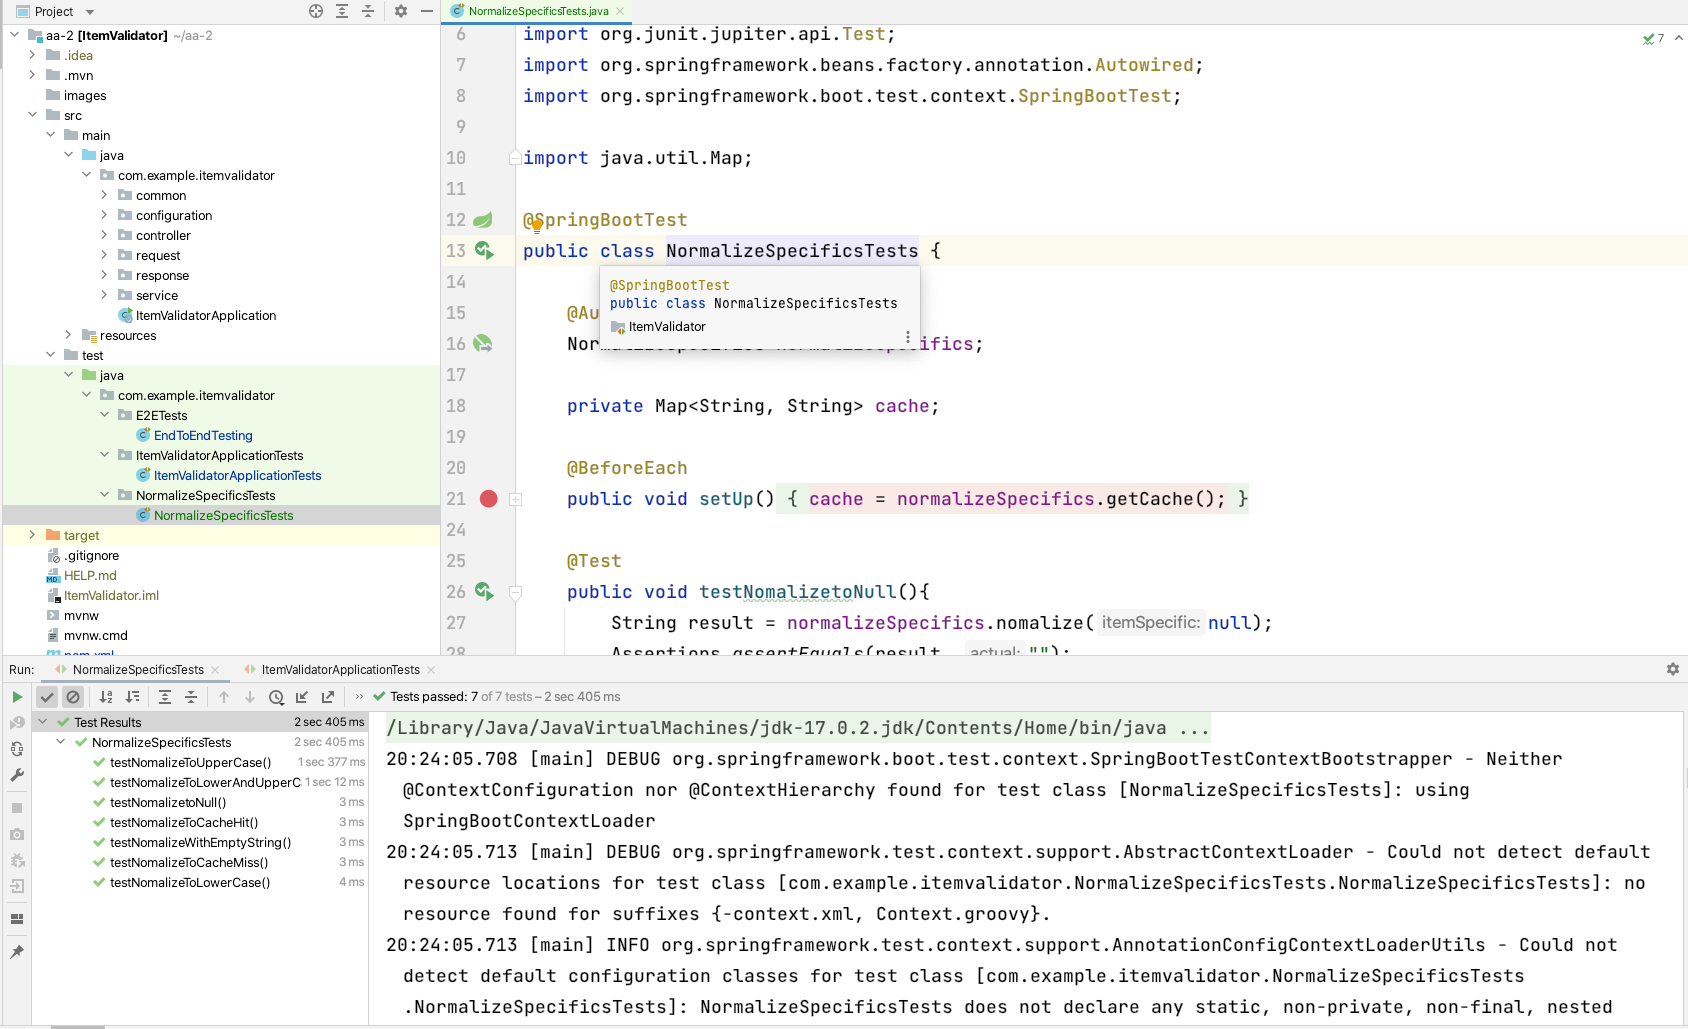 Project
NormalizeSpecificsTests.java
aa-2 [ItemValidator] ~/aa-2
.idea
.mvn
images
src
main
java
com.example.itemvalidator
common
configuration
controller
request
response
service
ItemValidatorApplication
resources
test
java
com.example.itemvalidator
E2ETests
EndToEndTesting
ItemValidatorApplicationTests
ItemValidatorApplicationTests
NormalizeSpecificsTests
NormalizeSpecificsTests
target
.gitignore
HELP.md
ItemValidator.iml
mvnw
mvnw.cmd
pom.xml
7
6 import org.junit.jupiter.api.Test;
7 import org.springframework.beans.factory.annotation.Autowired;
8 import org.springframework.boot.test.context.SpringBootTest;
9
10 import java.util.Map;
11
12 @SpringBootTest
13 public class NormalizeSpecificsTests {
14
@SpringBootTest
public class NormalizeSpecificsTests
ItemValidator
15 @Au
16 Nor ifics;
17
18 private Map<String, String> cache;
19
20 @BeforeEach
21 public void setUp() { cache = normalizeSpecifics.getCache(); }
24
25 @Test
26 public void testNomalizetoNull(){
27 String result = normalizeSpecifics.nomalize( itemSpecific: null);
28 Assertions.assertEquals(result, actual: "");
Run: NormalizeSpecificsTests ItemValidatorApplicationTests
Tests passed: 7 of 7 tests – 2 sec 405 ms
Test Results 2 sec 405 ms
NormalizeSpecificsTests 2 sec 405 ms
testNomalizeToUpperCase() 1 sec 377 ms
testNomalizeToLowerAndUpperC 1 sec 12 ms
testNomalizetoNull() 3 ms
testNomalizeToCacheHit() 3 ms
testNomalizeWithEmptyString() 3 ms
testNomalizeToCacheMiss() 3 ms
testNomalizeToLowerCase() 4 ms
/Library/Java/JavaVirtualMachines/jdk-17.0.2.jdk/Contents/Home/bin/java ...
20:24:05.708 [main] DEBUG org.springframework.boot.test.context.SpringBootTestContextBootstrapper - Neither
@ContextConfiguration nor @ContextHierarchy found for test class [NormalizeSpecificsTests]: using
SpringBootContextLoader
20:24:05.713 [main] DEBUG org.springframework.test.context.support.AbstractContextLoader - Could not detect default
resource locations for test class [com.example.itemvalidator.NormalizeSpecificsTests.NormalizeSpecificsTests]: no
resource found for suffixes {-context.xml, Context.groovy}.
20:24:05.713 [main] INFO org.springframework.test.context.support.AnnotationConfigContextLoaderUtils - Could not
detect default configuration classes for test class [com.example.itemvalidator.NormalizeSpecificsTests
.NormalizeSpecificsTests]: NormalizeSpecificsTests does not declare any static, non-private, non-final, nested